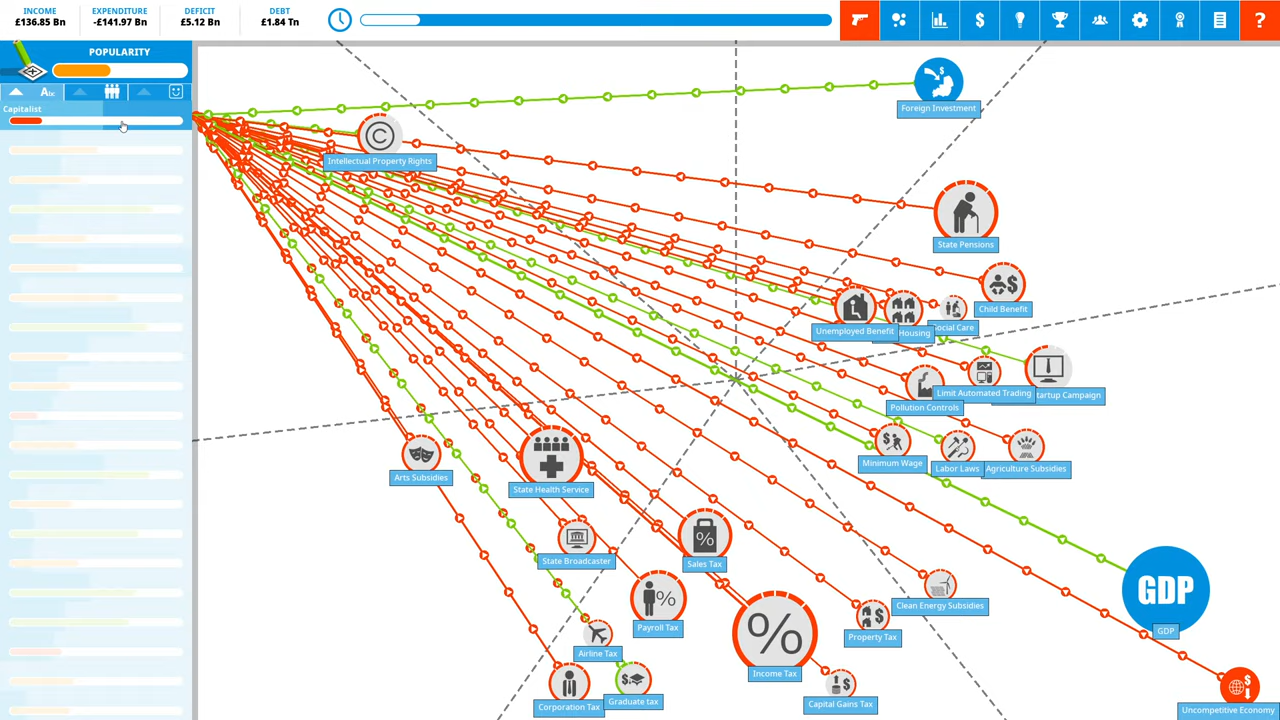 INCOME
£136.85 Bn
EXPENDITURE
-£141.97 Bn
DEFICIT
£5.12 Bn
DEBT
£1.84 Tn
$
?
POPULARITY
Abc
Capitalist
Foreign Investment
Intellectual Property Rights
State Pensions
Child Benefit
Unemployed Benefit
Housing
ocial Care
Limit Automated Trading
tartup Campaign
Pollution Controls
Minimum Wage
Labor Laws
Agriculture Subsidies
Arts Subsidies
State Health Service
State Broadcaster
Sales Tax
GDP
GDP
Clean Energy Subsidies
Payroll Tax
Property Tax
Airline Tax
Income Tax
Graduate tax
Corporation Tax
Capital Gains Tax
Uncompetitive Economy